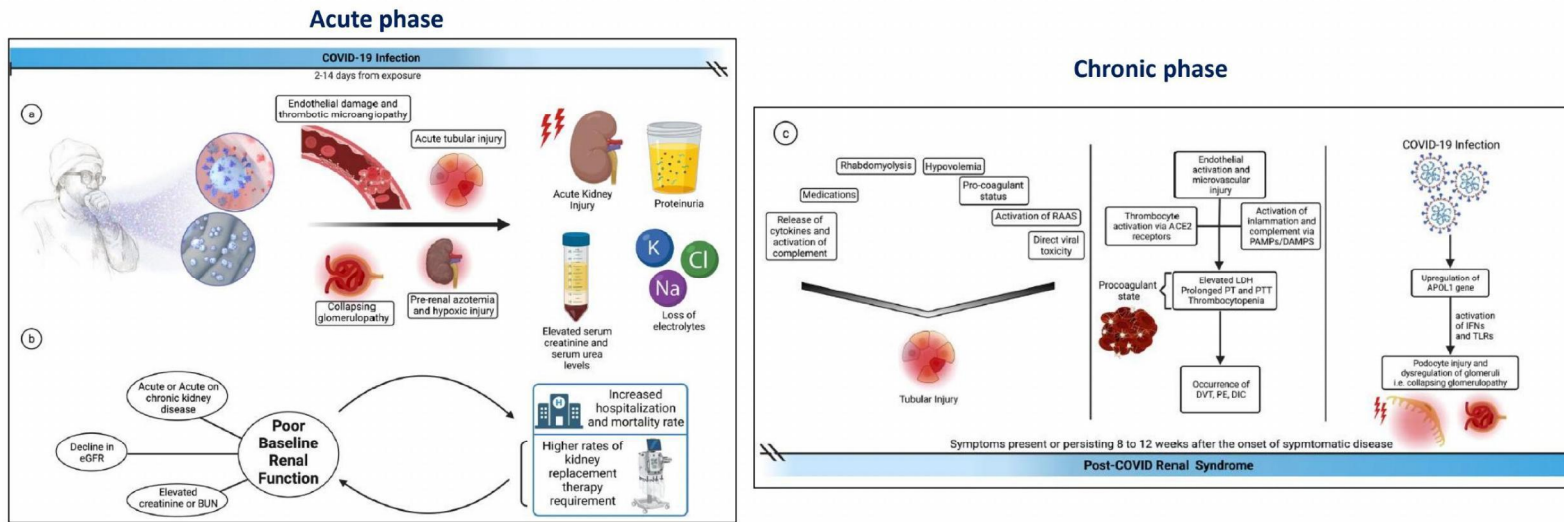 Acute phase
COVID-19 Infection
2-14 days from exposure
a
Endothelial damage and
thrombotic microangiopathy
Acute tubular injury
Collapsing
glomerulopathy
Pre-renal azotemia
and hypoxic injury
Acute Kidney
Injury
Proteinuria
Elevated serum
creatinine and
serum urea
levels
K
Cl
Na
Loss of
electrolytes
b
Acute or Acute on
chronic kidney
disease
Decline in
eGFR
Elevated
creatinine or BUN
Poor
Baseline
Renal
Function
H
Increased
hospitalization
and mortality rate
Higher rates of
kidney
replacement
therapy
requirement
Chronic phase
c
Rhabdomyolysis
Hypovolemia
Medications
Pro-coagulant
status
Release of
cytokines and
activation of
complement
Activation of RAAS
Direct viral
toxicity
Tubular Injury
Endothelial
activation and
microvascular
injury
Thrombocyte
activation via ACE2
receptors
Activation of
inlammation and
complement via
PAMPs/DAMPS
Procoagulant
state
Elevated LDH
Prolonged PT and PTT
Thrombocytopenia
Occurrence of
DVT, PE, DIC
COVID-19 Infection
Upregulation of
APOL1 gene
activation
of IFNs
and TLRs
Podocyte injury and
dysregulation of glomeruli
i.e. collapsing glomerulopathy
Symptoms present or persisting 8 to 12 weeks after the onset of sypmtomatic disease
Post-COVID Renal Syndrome